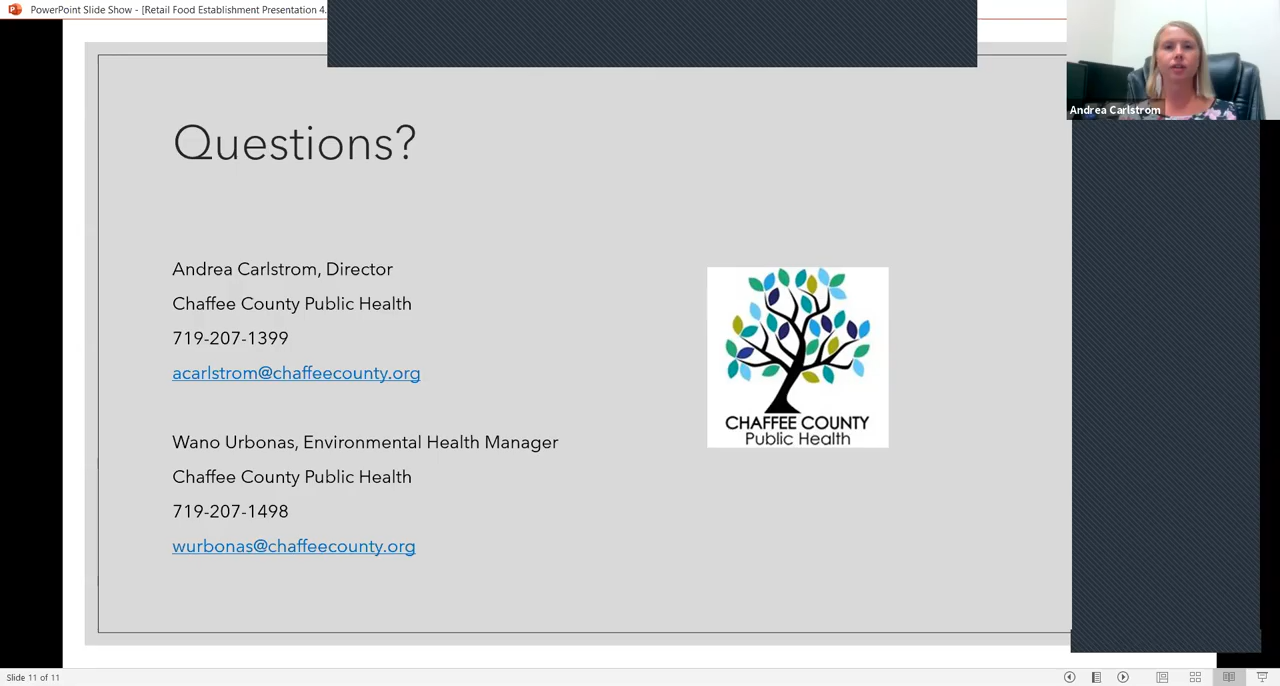 PowerPoint Slide Show - [Retail Food Establishment Presentation 4.
Andrea Carlstrom
Questions?
Andrea Carlstrom, Director
Chaffee County Public Health
719-207-1399
acarlstrom@chaffeecounty.org
CHAFFEE COUNTY
Public Health
Wano Urbonas, Environmental Health Manager
Chaffee County Public Health
719-207-1498
wurbonas@chaffeecounty.org
Slide 11 of 11